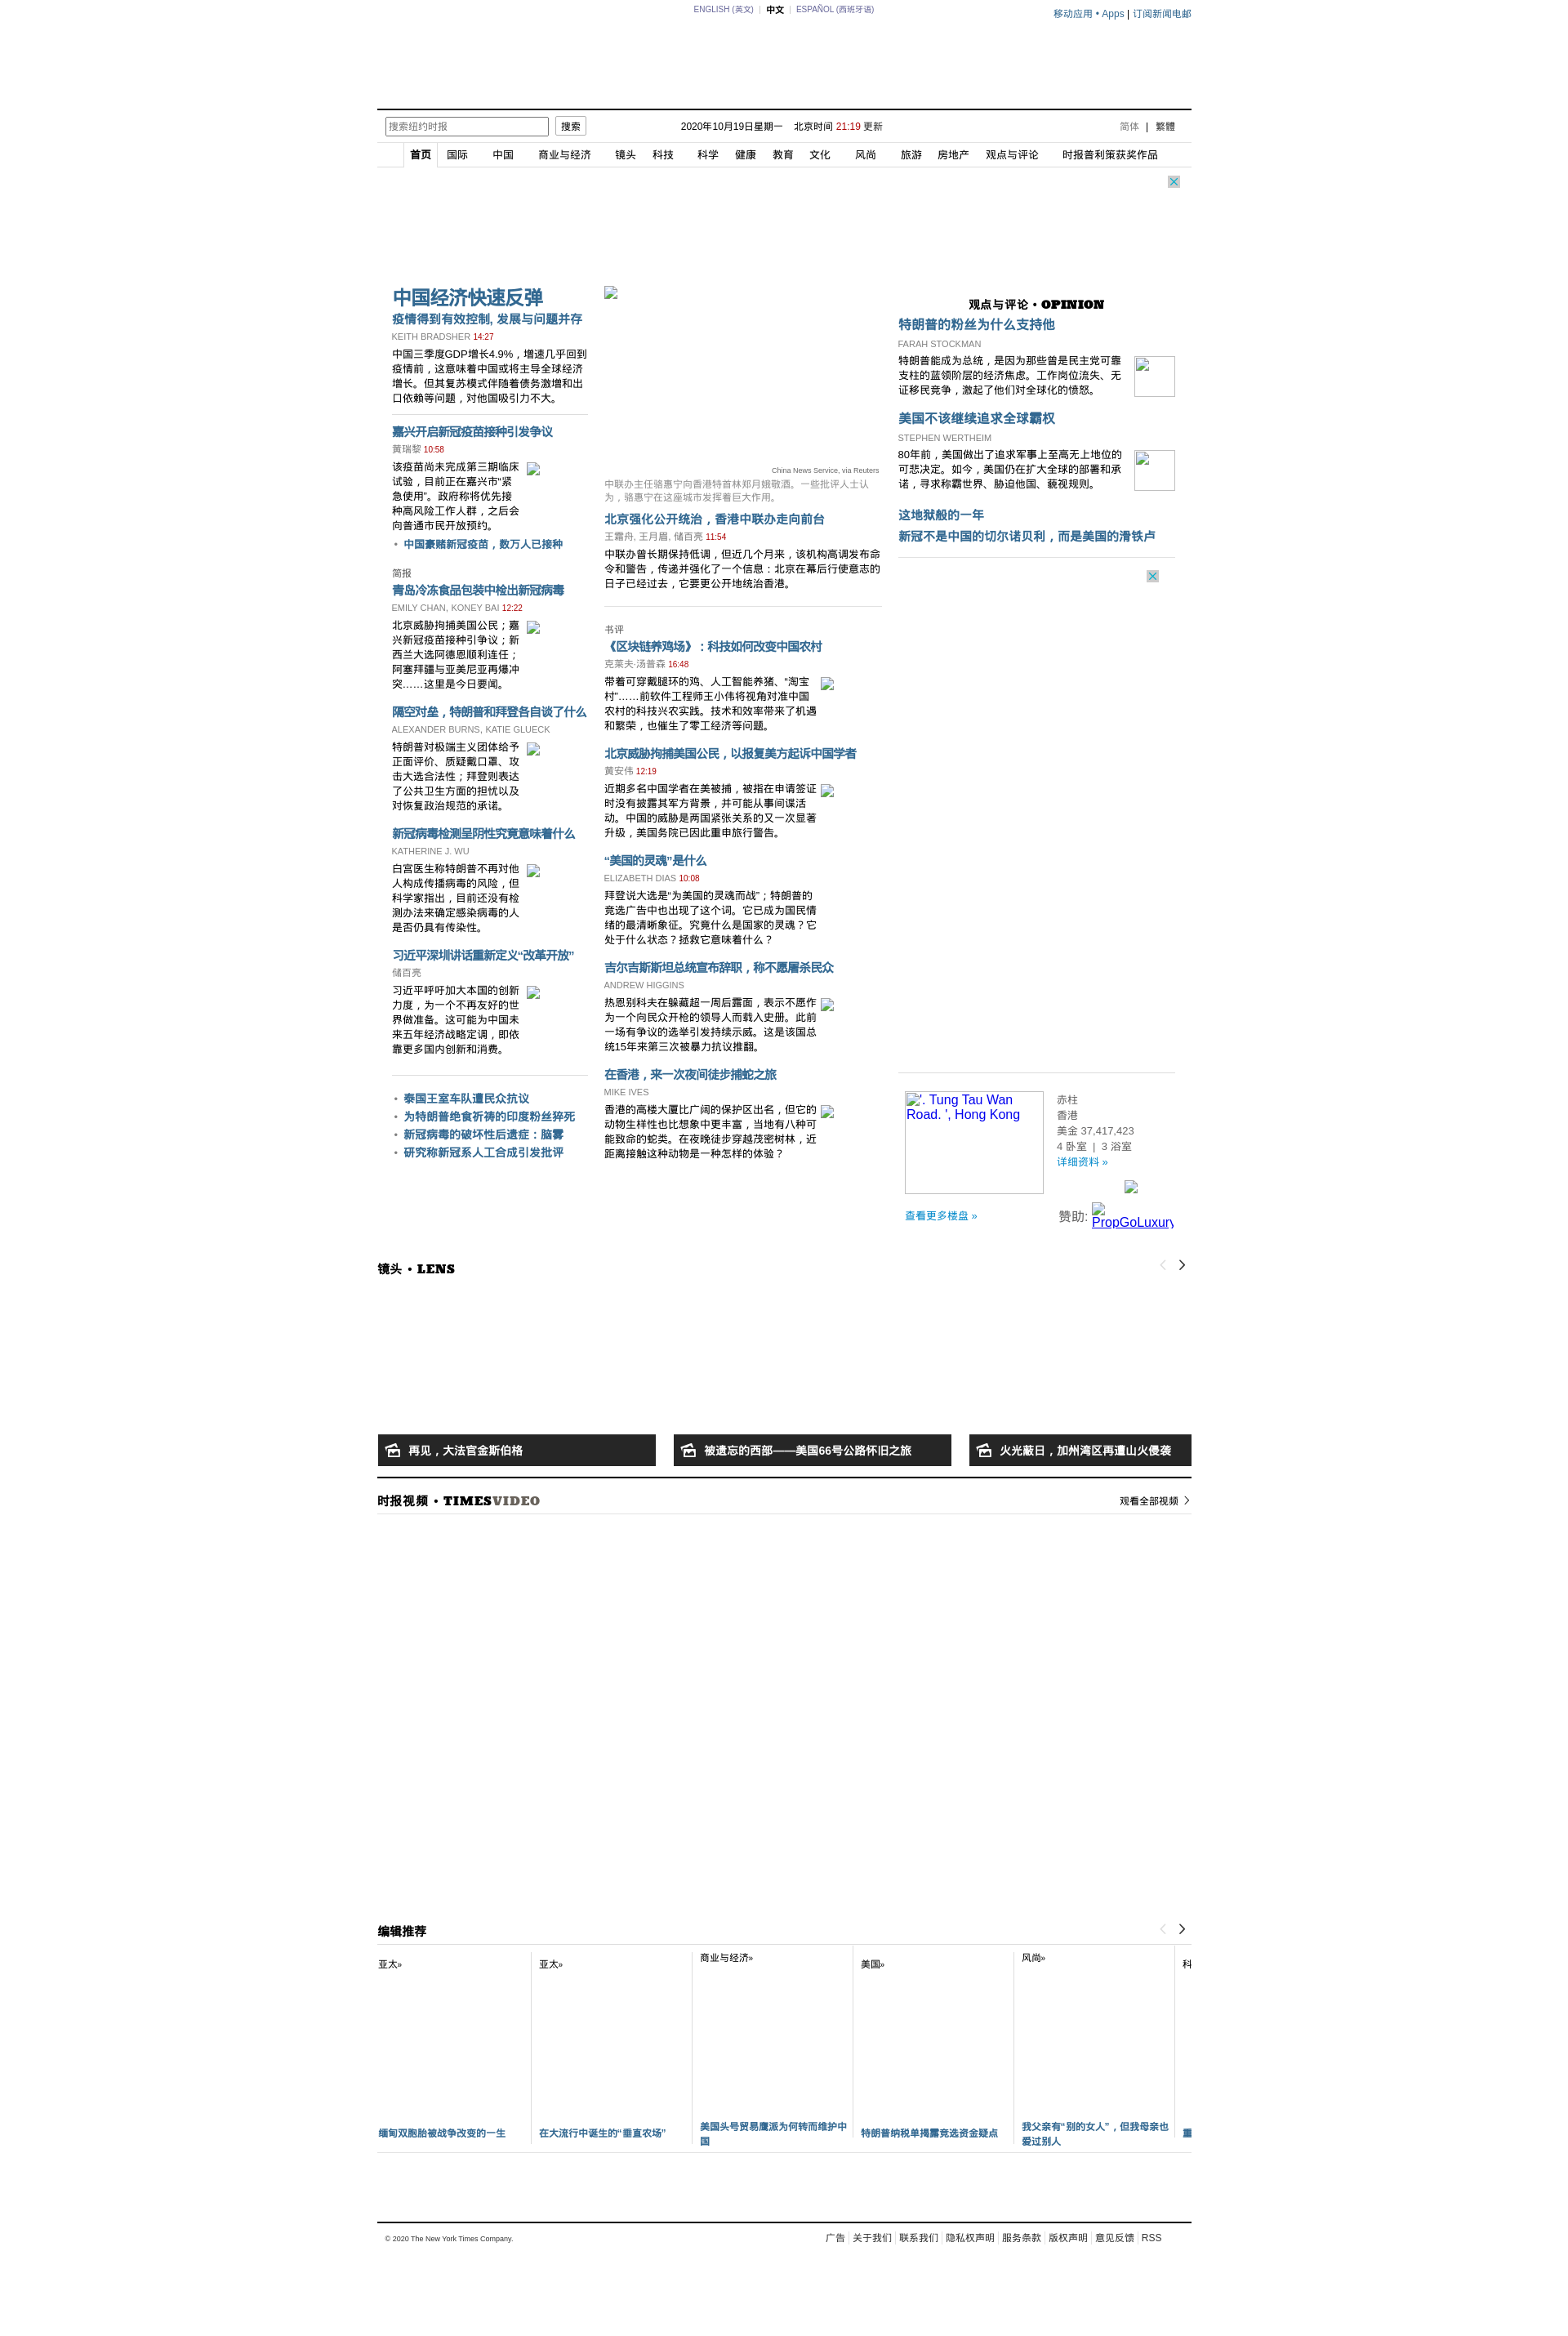 ENGLISH (英文) | 中文 | ESPAÑOL (西班牙语)
移动应用 • Apps | 订阅新闻电邮
搜索纽约时报 搜索
2020年10月19日星期一 北京时间 21:19 更新
简体 | 繁體
首页 国际 中国 商业与经济 镜头 科技 科学 健康 教育 文化 风尚 旅游 房地产 观点与评论 时报普利策获奖作品
中国经济快速反弹
疫情得到有效控制, 发展与问题并存
KEITH BRADSHER 14:27
中国三季度GDP增长4.9%，增速几乎回到
疫情前，这意味着中国或将主导全球经济
增长。但其复苏模式伴随着债务激增和出
口依赖等问题，对他国吸引力不大。
嘉兴开启新冠疫苗接种引发争议
黄瑞黎 10:58
该疫苗尚未完成第三期临床
试验，目前正在嘉兴市“紧
急使用”。政府称将优先接
种高风险工作人群，之后会
向普通市民开放预约。
• 中国豪赌新冠疫苗，数万人已接种
简报
青岛冷冻食品包装中检出新冠病毒
EMILY CHAN, KONEY BAI 12:22
北京威胁拘捕美国公民；嘉
兴新冠疫苗接种引争议；新
西兰大选阿德恩顺利连任；
阿塞拜疆与亚美尼亚再爆冲
突……这里是今日要闻。
隔空对垒，特朗普和拜登各自谈了什么
ALEXANDER BURNS, KATIE GLUECK
特朗普对极端主义团体给予
正面评价、质疑戴口罩、攻
击大选合法性；拜登则表达
了公共卫生方面的担忧以及
对恢复政治规范的承诺。
新冠病毒检测呈阴性究竟意味着什么
KATHERINE J. WU
白宫医生称特朗普不再对他
人构成传播病毒的风险，但
科学家指出，目前还没有检
测办法来确定感染病毒的人
是否仍具有传染性。
习近平深圳讲话重新定义“改革开放”
储百亮
习近平呼吁加大本国的创新
力度，为一个不再友好的世
界做准备。这可能为中国未
来五年经济战略定调，即依
靠更多国内创新和消费。
• 泰国王室车队遭民众抗议
• 为特朗普绝食祈祷的印度粉丝猝死
• 新冠病毒的破坏性后遗症：脑雾
• 研究称新冠系人工合成引发批评
China News Service, via Reuters
中联办主任骆惠宁向香港特首林郑月娥敬酒。一些批评人士认
为，骆惠宁在这座城市发挥着巨大作用。
北京强化公开统治，香港中联办走向前台
王霜舟, 王月眉, 储百亮 11:54
中联办曾长期保持低调，但近几个月来，该机构高调发布命
令和警告，传递并强化了一个信息：北京在幕后行使意志的
日子已经过去，它要更公开地统治香港。
书评
《区块链养鸡场》：科技如何改变中国农村
克莱夫·汤普森 16:48
带着可穿戴腿环的鸡、人工智能养猪、“淘宝
村”……前软件工程师王小伟将视角对准中国
农村的科技兴农实践。技术和效率带来了机遇
和繁荣，也催生了零工经济等问题。
北京威胁拘捕美国公民，以报复美方起诉中国学者
黄安伟 12:19
近期多名中国学者在美被捕，被指在申请签证
时没有披露其军方背景，并可能从事间谍活
动。中国的威胁是两国紧张关系的又一次显著
升级，美国务院已因此重申旅行警告。
“美国的灵魂”是什么
ELIZABETH DIAS 10:08
拜登说大选是“为美国的灵魂而战”；特朗普的
竞选广告中也出现了这个词。它已成为国民情
绪的最清晰象征。究竟什么是国家的灵魂？它
处于什么状态？拯救它意味着什么？
吉尔吉斯斯坦总统宣布辞职，称不愿屠杀民众
ANDREW HIGGINS
热恩别科夫在躲藏超一周后露面，表示不愿作
为一个向民众开枪的领导人而载入史册。此前
一场有争议的选举引发持续示威。这是该国总
统15年来第三次被暴力抗议推翻。
在香港，来一次夜间徒步捕蛇之旅
MIKE IVES
香港的高楼大厦比广阔的保护区出名，但它的
动物生样性也比想象中更丰富，当地有八种可
能致命的蛇类。在夜晚徒步穿越茂密树林，近
距离接触这种动物是一种怎样的体验？
观点与评论 • OPINION
特朗普的粉丝为什么支持他
FARAH STOCKMAN
特朗普能成为总统，是因为那些曾是民主党可靠
支柱的蓝领阶层的经济焦虑。工作岗位流失、无
证移民竞争，激起了他们对全球化的愤怒。
美国不该继续追求全球霸权
STEPHEN WERTHEIM
80年前，美国做出了追求军事上至高无上地位的
可悲决定。如今，美国仍在扩大全球的部署和承
诺，寻求称霸世界、胁迫他国、藐视规则。
这地狱般的一年
新冠不是中国的切尔诺贝利，而是美国的滑铁卢
'. Tung Tau Wan
Road. ', Hong Kong
赤柱
香港
美金 37,417,423
4 卧室 | 3 浴室
详细资料 »
查看更多楼盘 »
赞助: PropGoLuxury
镜头 • LENS
再见，大法官金斯伯格
被遗忘的西部——美国66号公路怀旧之旅
火光蔽日，加州湾区再遭山火侵袭
时报视频 • TIMESVIDEO
观看全部视频
编辑推荐
亚太»
缅甸双胞胎被战争改变的一生
亚太»
在大流行中诞生的“垂直农场”
商业与经济»
美国头号贸易鹰派为何转而维护中
国
美国»
特朗普纳税单揭露竞选资金疑点
风尚»
我父亲有“别的女人”，但我母亲也
爱过别人
科
重
© 2020 The New York Times Company.
广告 | 关于我们 | 联系我们 | 隐私权声明 | 服务条款 | 版权声明 | 意见反馈 | RSS